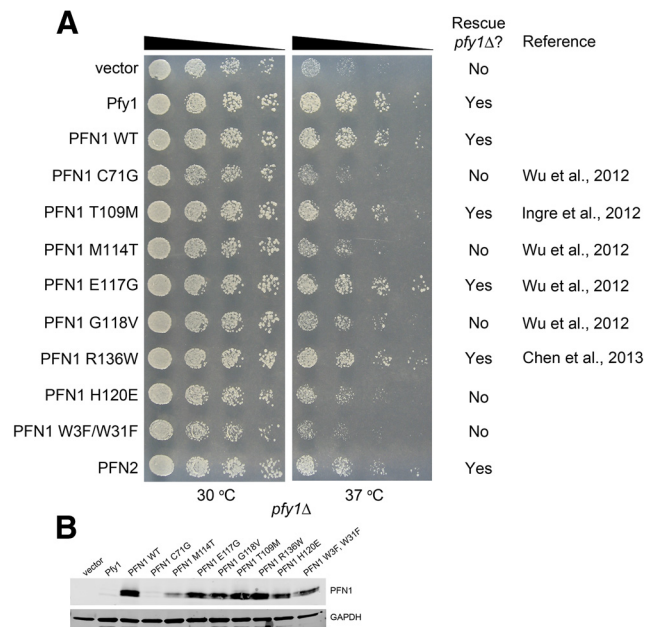 A
Rescue
pfy1Δ? Reference
vector No
Pfy1 Yes
PFN1 WT Yes
PFN1 C71G No Wu et al., 2012
PFN1 T109M Yes Ingre et al., 2012
PFN1 M114T No Wu et al., 2012
PFN1 E117G Yes Wu et al., 2012
PFN1 G118V No Wu et al., 2012
PFN1 R136W Yes Chen et al., 2013
PFN1 H120E No
PFN1 W3F/W31F No
PFN2 Yes
30 ºC 37 ºC
pfy1Δ
B
vector Pfy1 PFN1 WT PFN1 C71G PFN1 M114T PFN1 E117G PFN1 G118V PFN1 T109M PFN1 R136W PFN1 H120E PFN1 W3F, W31F
PFN1
GAPDH